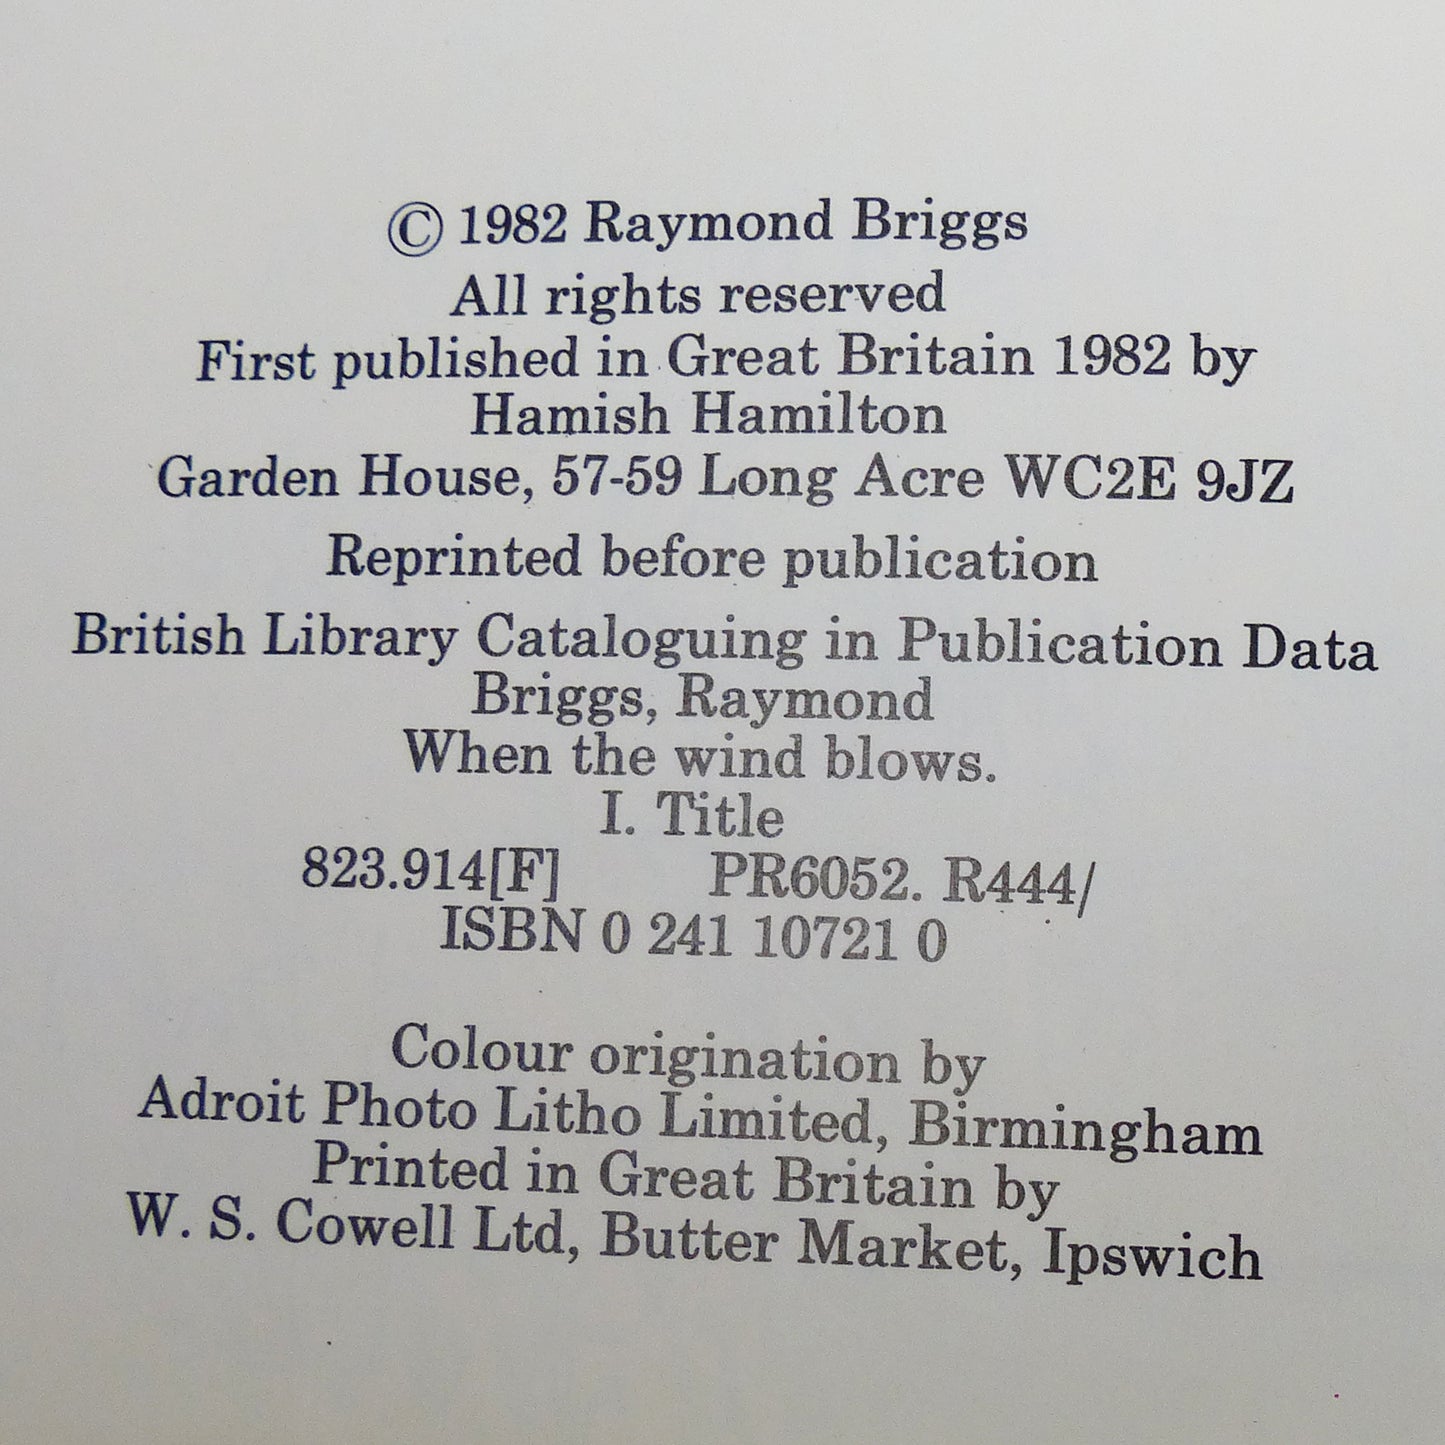 © 1982 Raymond Briggs
All rights reserved
First published in Great Britain 1982 by
Hamish Hamilton
Garden House, 57-59 Long Acre WC2E 9JZ
Reprinted before publication
British Library Cataloguing in Publication Data
Briggs, Raymond
When the wind blows.
I. Title
823.914[F] PR6052. R444/
ISBN 0 241 10721 0
Colour origination by
Adroit Photo Litho Limited, Birmingham
Printed in Great Britain by
W. S. Cowell Ltd, Butter Market, Ipswich